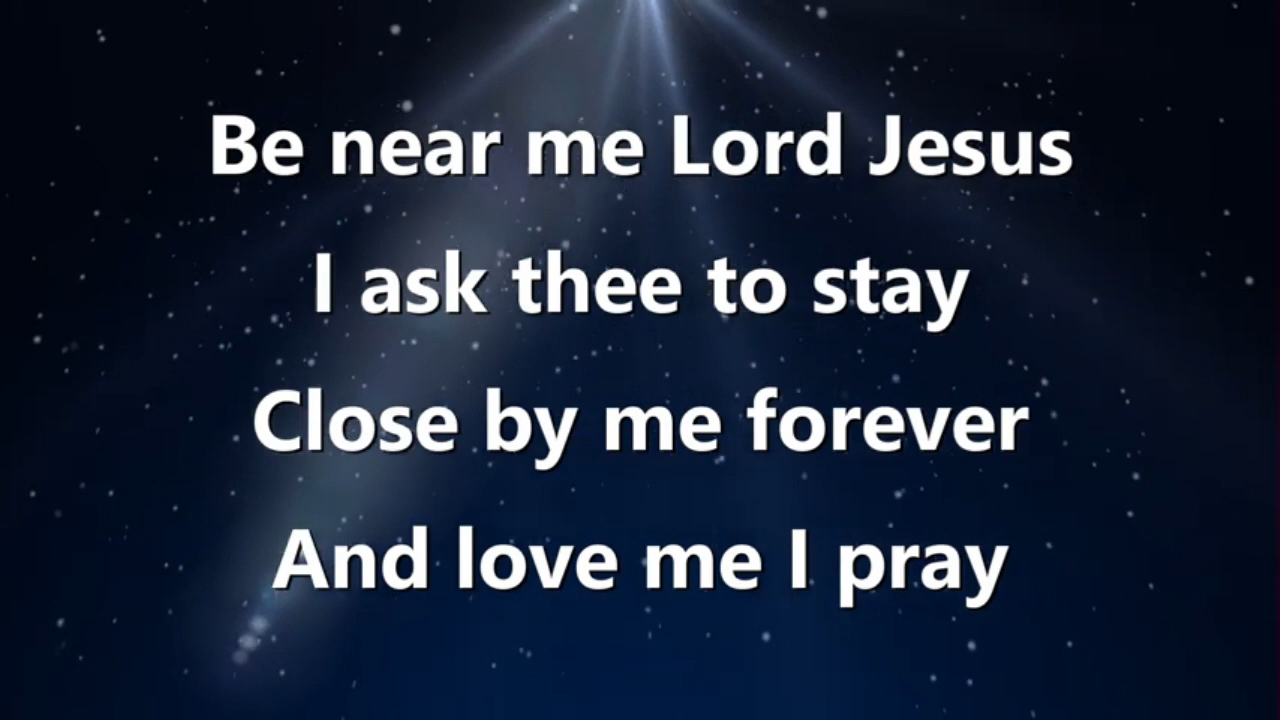 Be near me Lord Jesus
I ask thee to stay
Close by me forever
And love me I pray